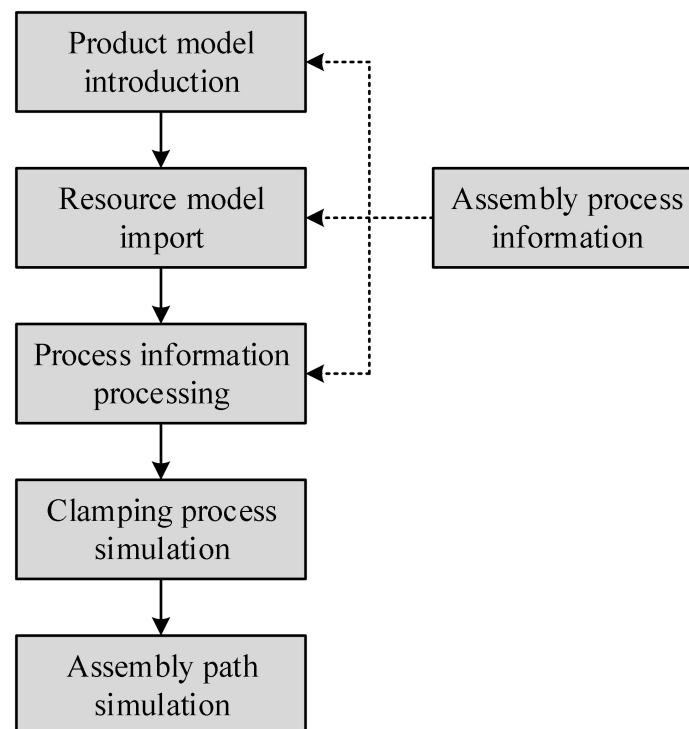 Product model
introduction
Resource model
import
Assembly process
information
Process information
processing
Clamping process
simulation
Assembly path
simulation